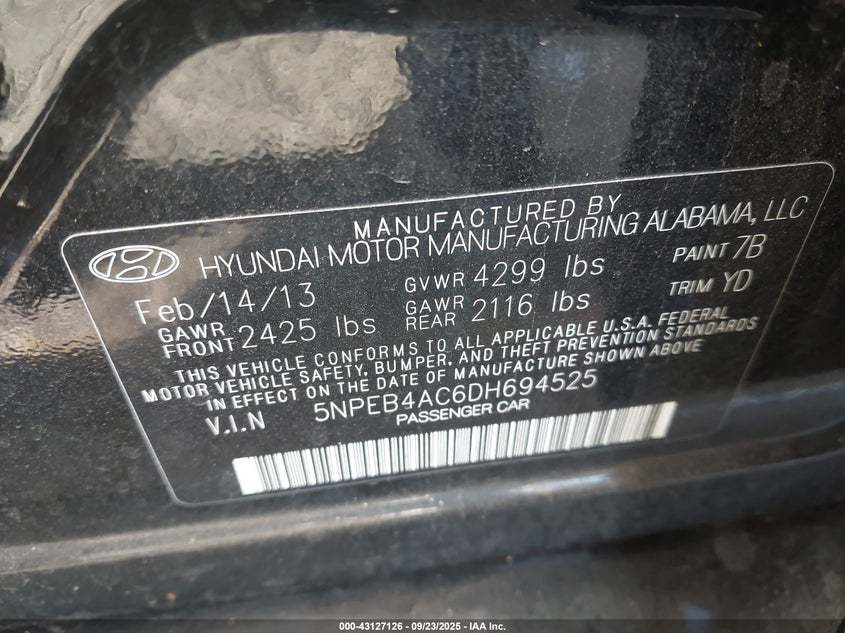 MANUFACTURED BY
HYUNDAI MOTOR MANUFACTURING ALABAMA, LLC
Feb/14/13 GVWR 4299 lbs PAINT 7B
GAWR FRONT 2425 lbs GAWR REAR 2116 lbs TRIM YD
THIS VEHICLE CONFORMS TO ALL APPLICABLE U.S.A. FEDERAL
MOTOR VEHICLE SAFETY, BUMPER, AND THEFT PREVENTION STANDARDS
IN EFFECT ON THE DATE OF MANUFACTURE SHOWN ABOVE
V.I.N 5NPEB4AC6DH694525
PASSENGER CAR
000-43127126 - 09/23/2025 - IAA Inc.